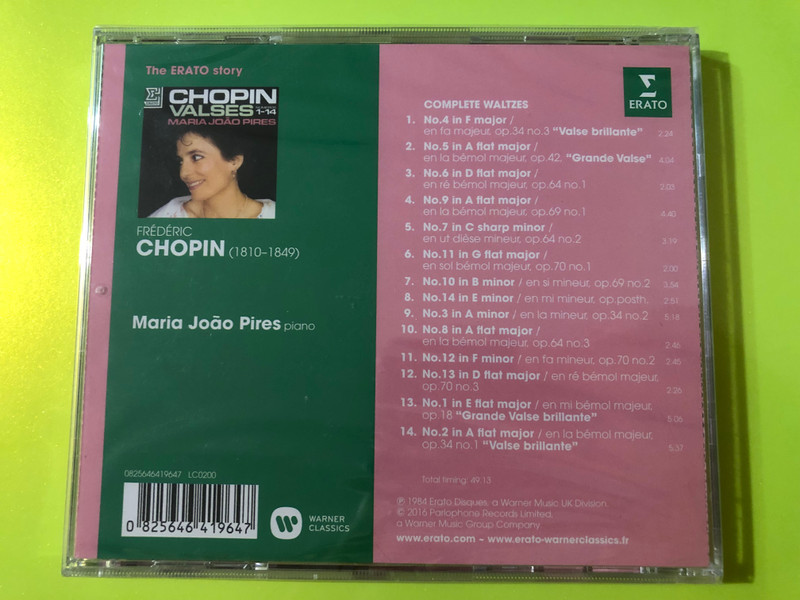 The ERATO story
ERATO
CHOPIN
VALSES
1-14
MARIA JOÃO PIRES
FRÉDÉRIC
CHOPIN (1810–1849)
Maria João Pires piano
0825646419647 LC0200
0 825646 419647
WARNER
CLASSICS
ERATO
COMPLETE WALTZES
1. No.4 in F major /
en fa majeur, op.34 no.3 "Valse brillante" 2.24
2. No.5 in A flat major /
en la bémol majeur, op.42, "Grande Valse" 4.04
3. No.6 in D flat major /
en ré bémol majeur, op.64 no.1 2.03
4. No.9 in A flat major /
en la bémol majeur, op.69 no.1 4.40
5. No.7 in C sharp minor /
en ut dièse mineur, op.64 no.2 3.19
6. No.11 in G flat major /
en sol bémol majeur, op.70 no.1 2.00
7. No.10 in B minor / en si mineur, op.69 no.2 3.54
8. No.14 in E minor / en mi mineur, op.posth. 2.51
9. No.3 in A minor / en la mineur, op.34 no.2 5.18
10. No.8 in A flat major /
en la bémol majeur, op.64 no.3 2.46
11. No.12 in F minor / en fa mineur, op.70 no.2 2.45
12. No.13 in D flat major / en ré bémol majeur,
op.70 no.3 2.26
13. No.1 in E flat major / en mi bémol majeur,
op.18 "Grande Valse brillante" 5.06
14. No.2 in A flat major / en la bémol majeur,
op.34 no.1 "Valse brillante" 5.37
Total timing: 49.13
℗ 1984 Erato Disques, a Warner Music UK Division.
© 2016 Parlophone Records Limited,
a Warner Music Group Company
www.erato.com – www.erato-warnerclassics.fr